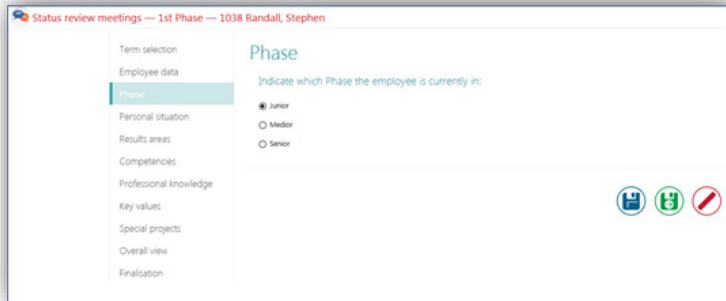 Status review meetings — 1st Phase — 1038 Randall, Stephen
Term selection
Employee data
Phase
Personal situation
Results areas
Competencies
Professional knowledge
Key values
Special projects
Overall view
Finalisation
Phase
Indicate which Phase the employee is currently in:
Junior
Medior
Senior